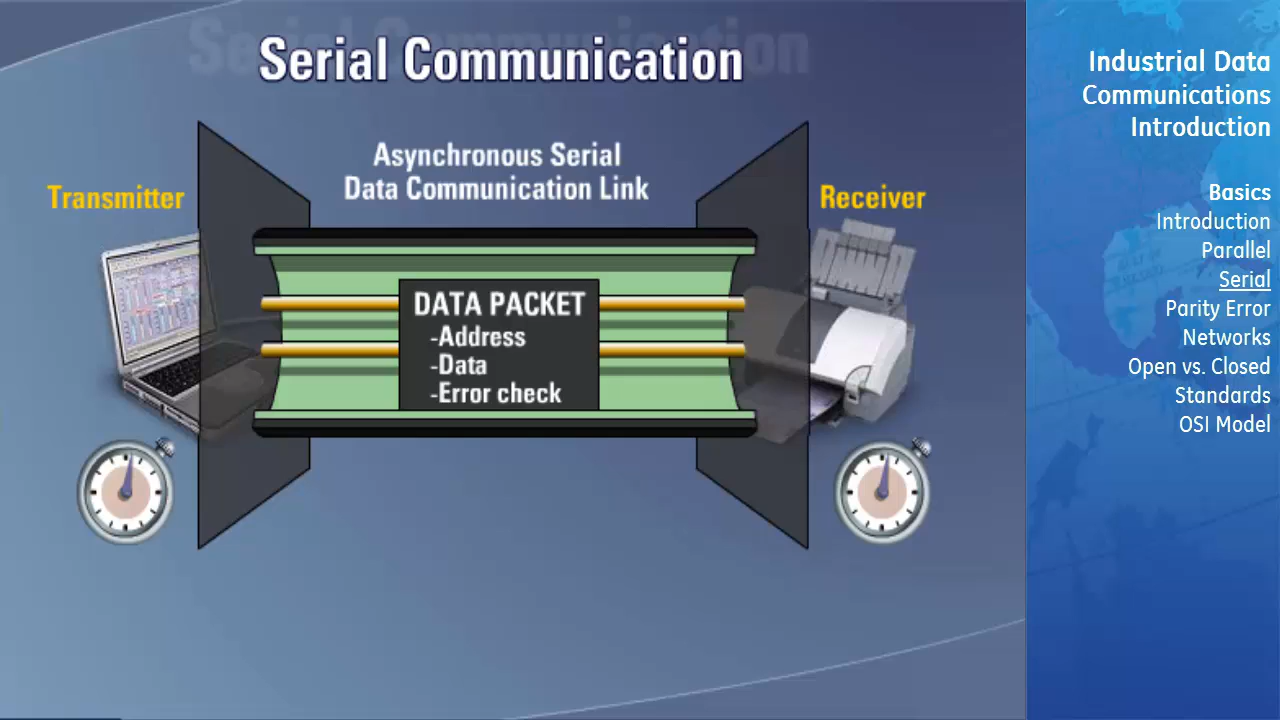 Serial Communication
Asynchronous Serial
Data Communication Link
Transmitter
Receiver
DATA PACKET
-Address
-Data
-Error check
Industrial Data
Communications
Introduction
Basics
Introduction
Parallel
Serial
Parity Error
Networks
Open vs. Closed
Standards
OSI Model